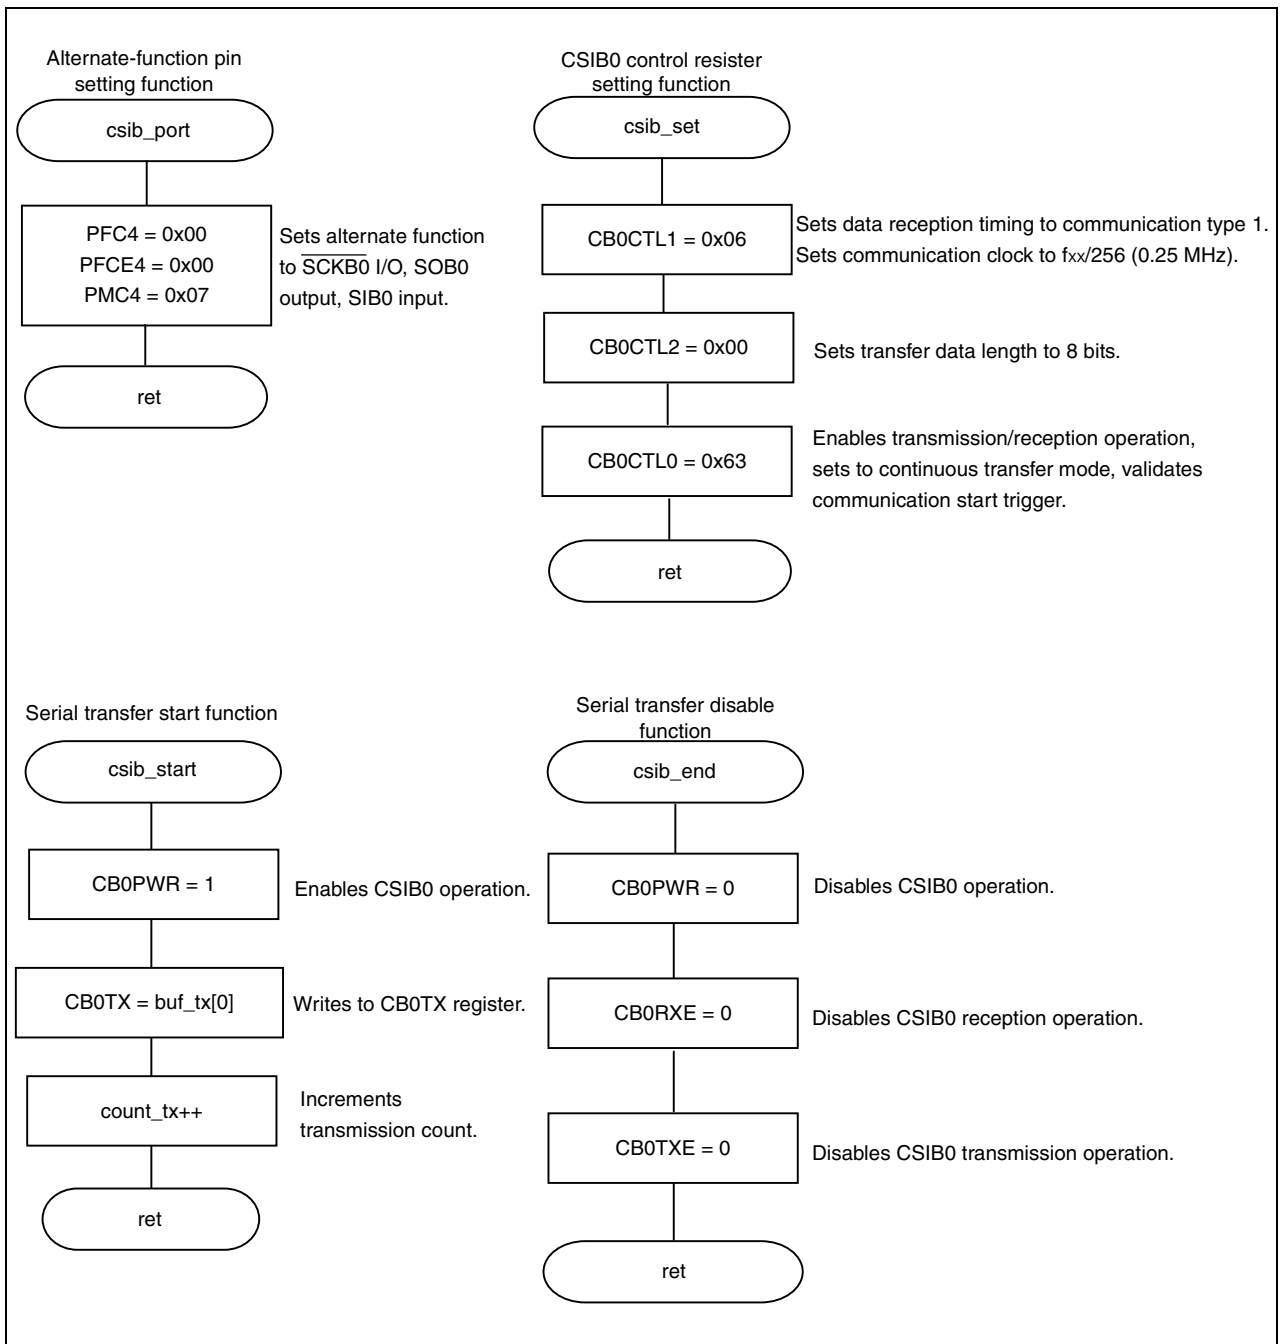 Alternate-function pin
setting function
csib_port
PFC4 = 0x00
PFCE4 = 0x00
PMC4 = 0x07
Sets alternate function
to SCKB0 I/O, SOB0
output, SIB0 input.
ret
CSIB0 control resister
setting function
csib_set
CB0CTL1 = 0x06
Sets data reception timing to communication type 1.
Sets communication clock to fxx/256 (0.25 MHz).
CB0CTL2 = 0x00
Sets transfer data length to 8 bits.
CB0CTL0 = 0x63
Enables transmission/reception operation,
sets to continuous transfer mode, validates
communication start trigger.
ret
Serial transfer start function
csib_start
CB0PWR = 1
Enables CSIB0 operation.
CB0TX = buf_tx[0]
Writes to CB0TX register.
count_tx++
Increments
transmission count.
ret
Serial transfer disable
function
csib_end
CB0PWR = 0
Disables CSIB0 operation.
CB0RXE = 0
Disables CSIB0 reception operation.
CB0TXE = 0
Disables CSIB0 transmission operation.
ret